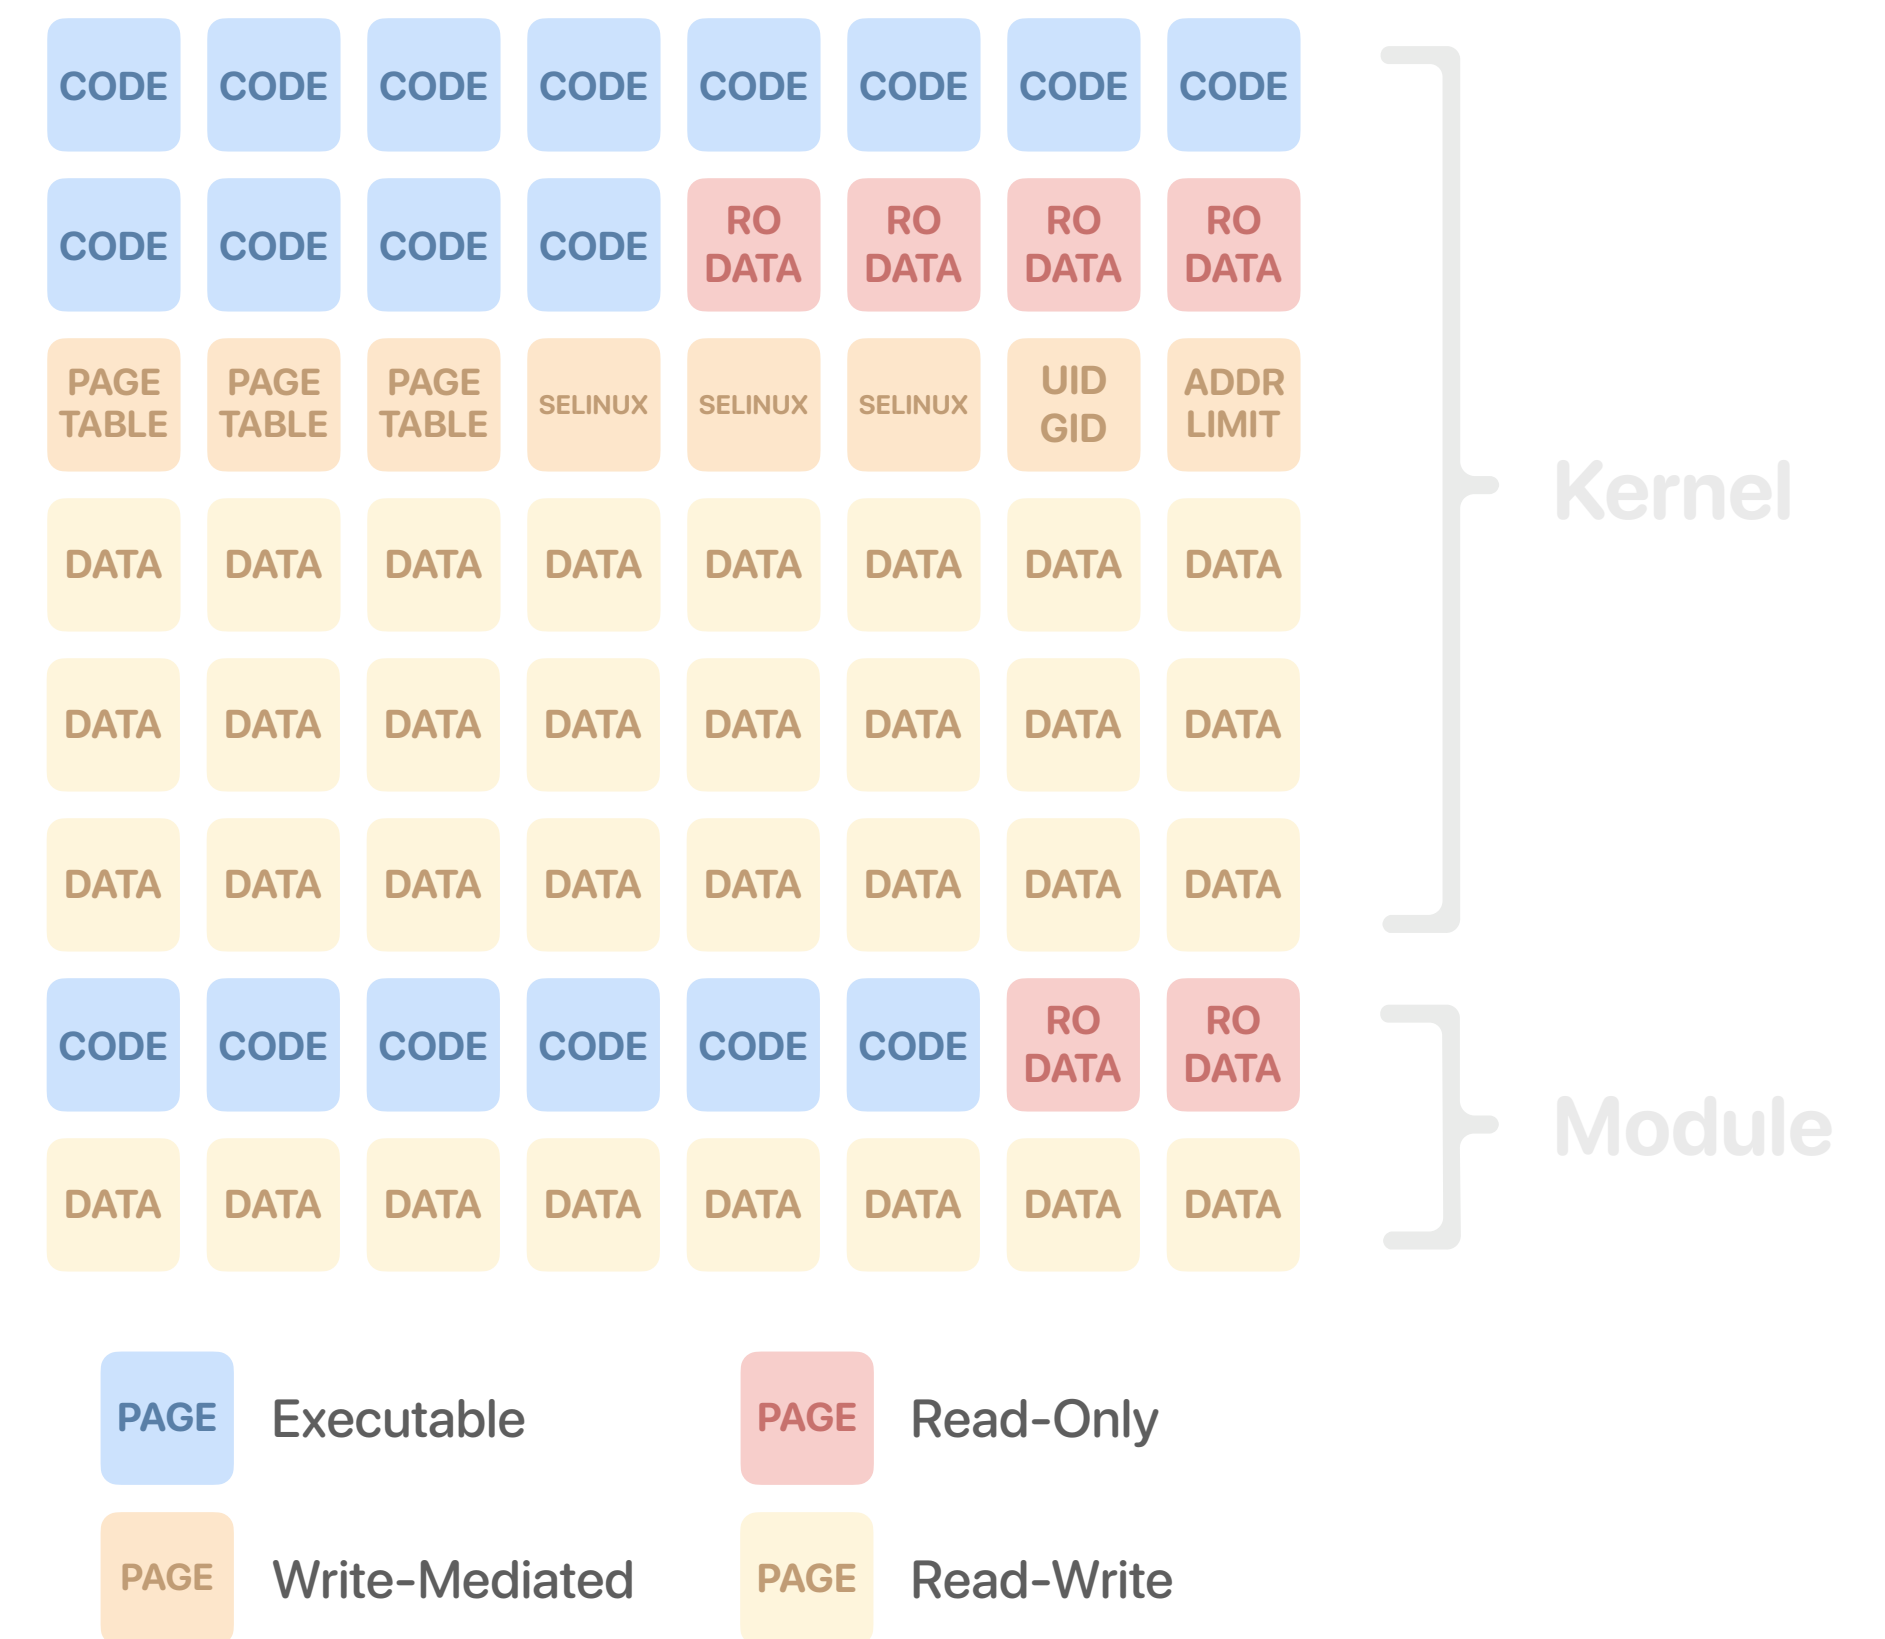 CODE CODE CODE CODE CODE CODE CODE CODE
CODE CODE CODE CODE RO DATA RO DATA RO DATA RO DATA
PAGE TABLE PAGE TABLE PAGE TABLE SELINUX SELINUX SELINUX UID GID ADDR LIMIT
Kernel
DATA DATA DATA DATA DATA DATA DATA DATA
DATA DATA DATA DATA DATA DATA DATA DATA
DATA DATA DATA DATA DATA DATA DATA DATA
CODE CODE CODE CODE CODE CODE RO DATA RO DATA
Module
DATA DATA DATA DATA DATA DATA DATA DATA
PAGE Executable
PAGE Read-Only
PAGE Write-Mediated
PAGE Read-Write